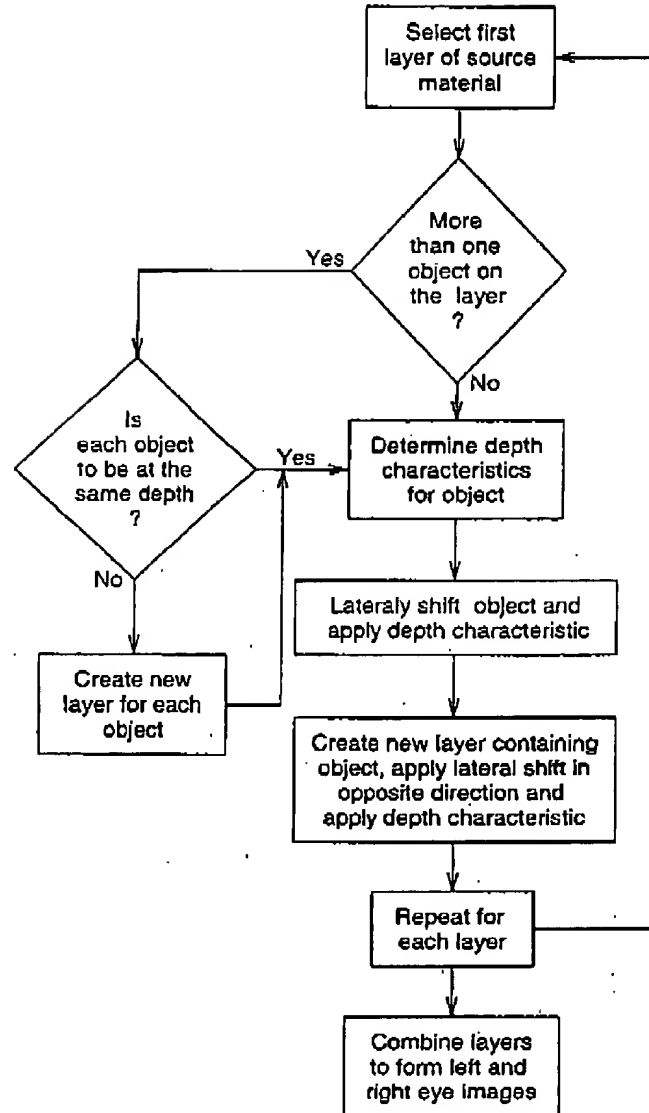 Select first
layer of source
material
More
than one
object on
the layer
?
Yes
No
Is
each object
to be at the
same depth
?
Yes
No
Determine depth
characteristics
for object
Lateraly shift object and
apply depth characteristic
Create new
layer for each
object
Create new layer containing
object, apply lateral shift in
opposite direction and
apply depth characteristic
Repeat for
each layer
Combine layers
to form left and
right eye images